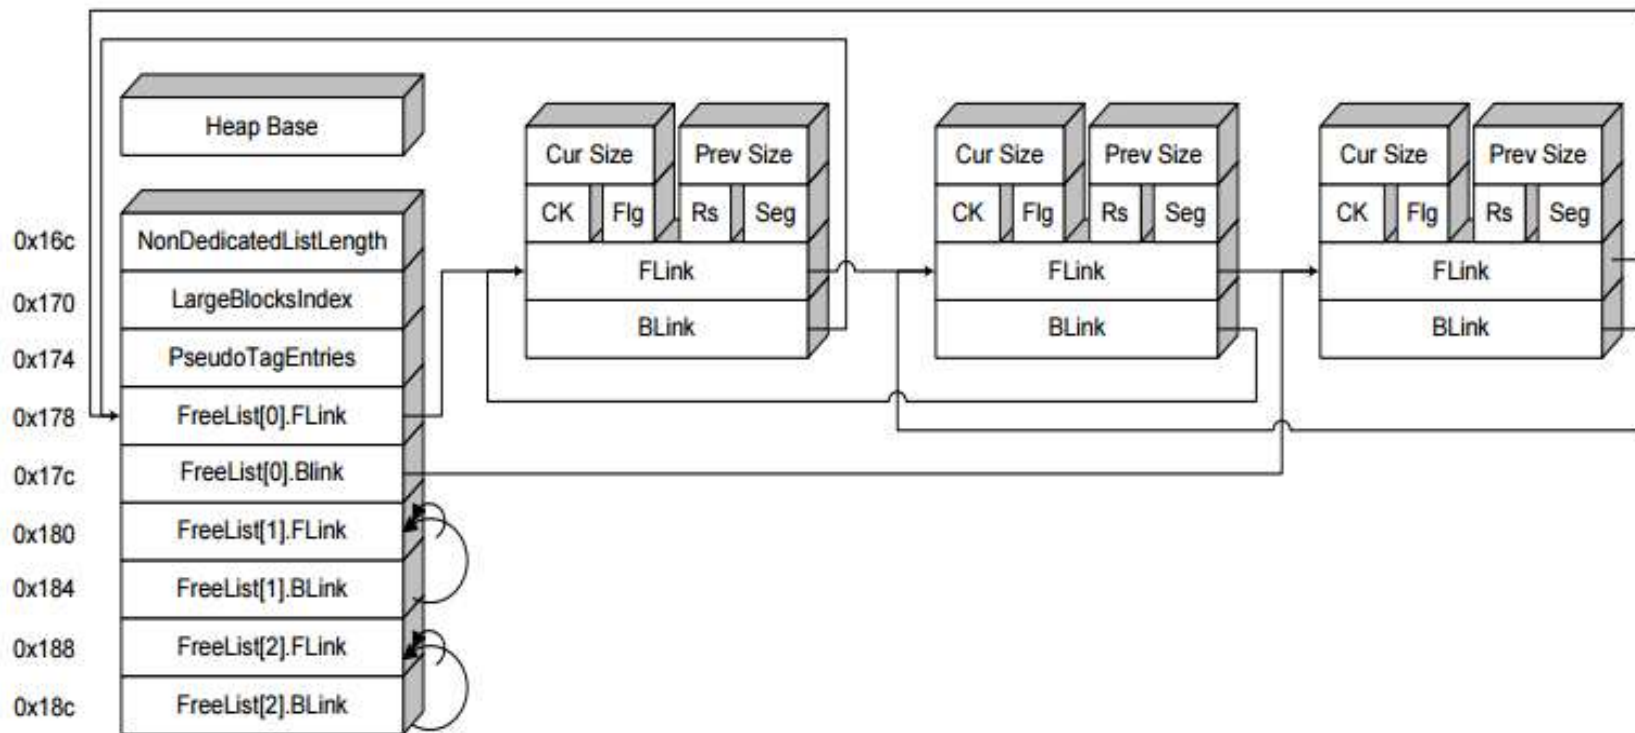 Heap Base
Cur Size Prev Size Cur Size Prev Size Cur Size Prev Size
CK Flg Rs Seg CK Flg Rs Seg CK Flg Rs Seg
0x16c NonDedicatedListLength
FLink FLink FLink
0x170 LargeBlocksIndex
BLink BLink BLink
0x174 PseudoTagEntries
0x178 FreeList[0].FLink
0x17c FreeList[0].Blink
0x180 FreeList[1].FLink
0x184 FreeList[1].BLink
0x188 FreeList[2].FLink
0x18c FreeList[2].BLink